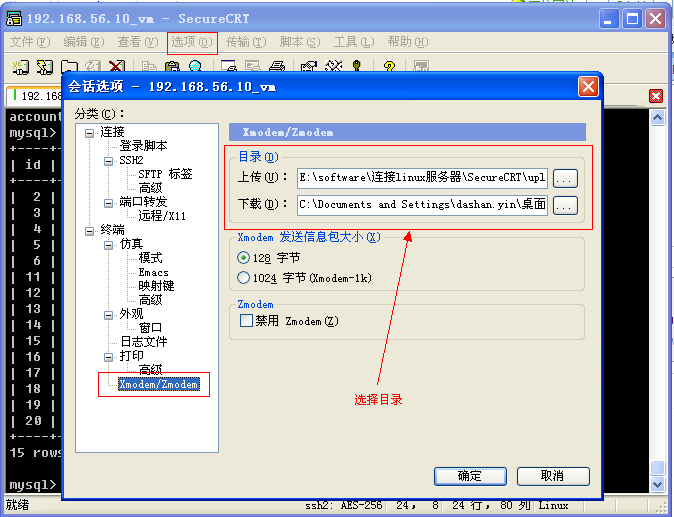 192.168.56.10_vm - SecureCRT
文件(F) 编辑(E) 查看(V) 选项(O) 传输(T) 脚本(S) 工具(L) 帮助(H)
192.168
会话选项 - 192.168.56.10_vm
分类(C):
连接
登录脚本
SSH2
SFTP 标签
高级
端口转发
远程/X11
终端
仿真
模式
Emacs
映射键
高级
外观
窗口
日志文件
打印
高级
Xmodem/Zmodem
Xmodem/Zmodem
目录(D)
上传(U): E:\software\连接linux服务器\SecureCRT\upl ...
下载(D): C:\Documents and Settings\dashan.yin\桌面 ...
Xmodem 发送信息包大小(X)
128 字节
1024 字节(Xmodem-1k)
Zmodem
禁用 Zmodem(Z)
选择目录
确定 取消
account
mysql>
+----+-
| id |
+----+-
| 2 |
| 3 |
| 4 |
| 5 |
| 6 |
| 11 |
| 12 |
| 13 |
| 14 |
| 15 |
| 16 |
| 17 |
| 18 |
| 19 |
| 20 |
+----+-
15 rows
mysql>
就绪 ssh2: AES-256 24, 8 24 行, 80 列 Linux